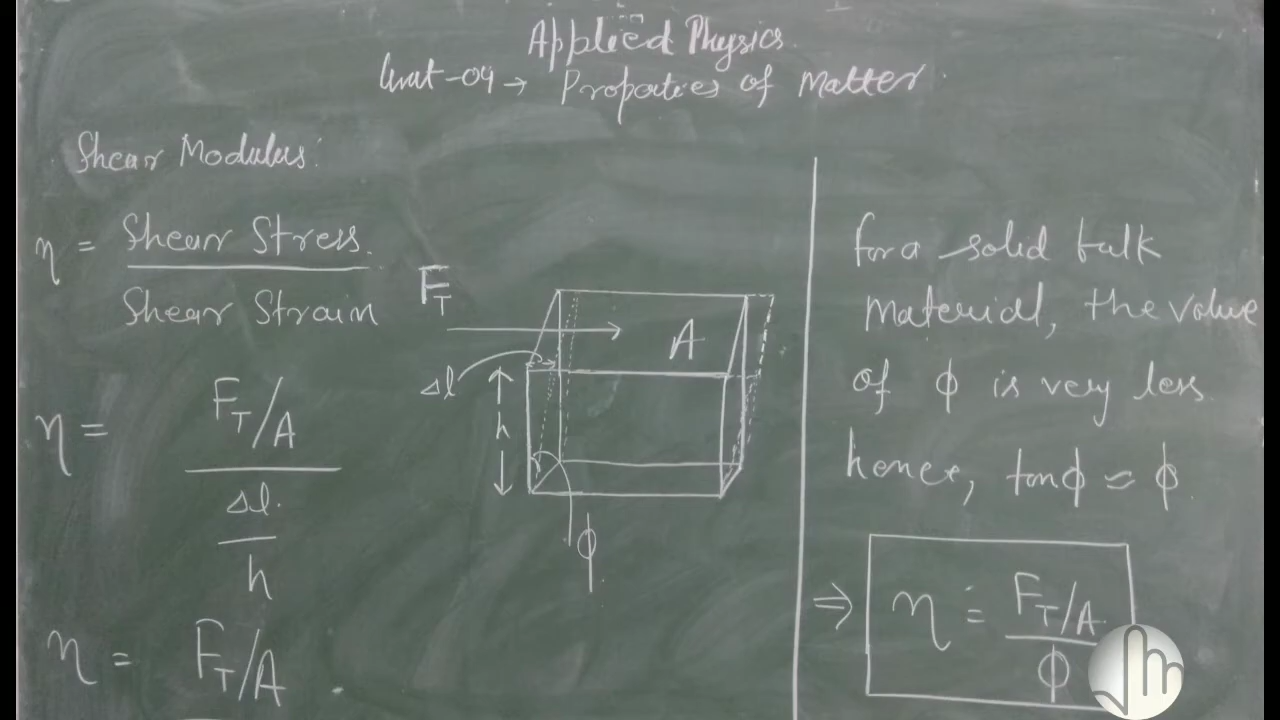 Applied Physics
Unit-04 → Properties of Matter
Shear Modulus:
η = Shear Stress
Shear Strain
η = F_T/A
Δl
h
η = F_T/A
F_T
A
Δl
h
ϕ
for a solid bulk
material, the value
of ϕ is very less
hence, tanϕ ≈ ϕ
⇒ η = F_T/A
ϕ